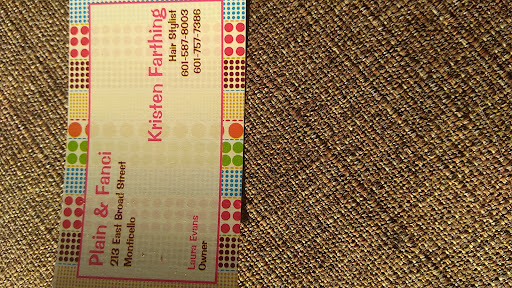 Plain & Fanci
213 East Broad Street
Monticello
Kristen Farthing
Hair Stylist
601-587-8003
601-757-7386
Laura Evans
Owner